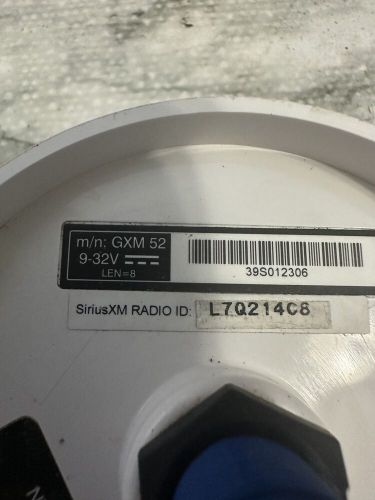 m/n: GXM 52
9-32V
LEN=8
39S012306
SiriusXM RADIO ID: L7Q214C8
N